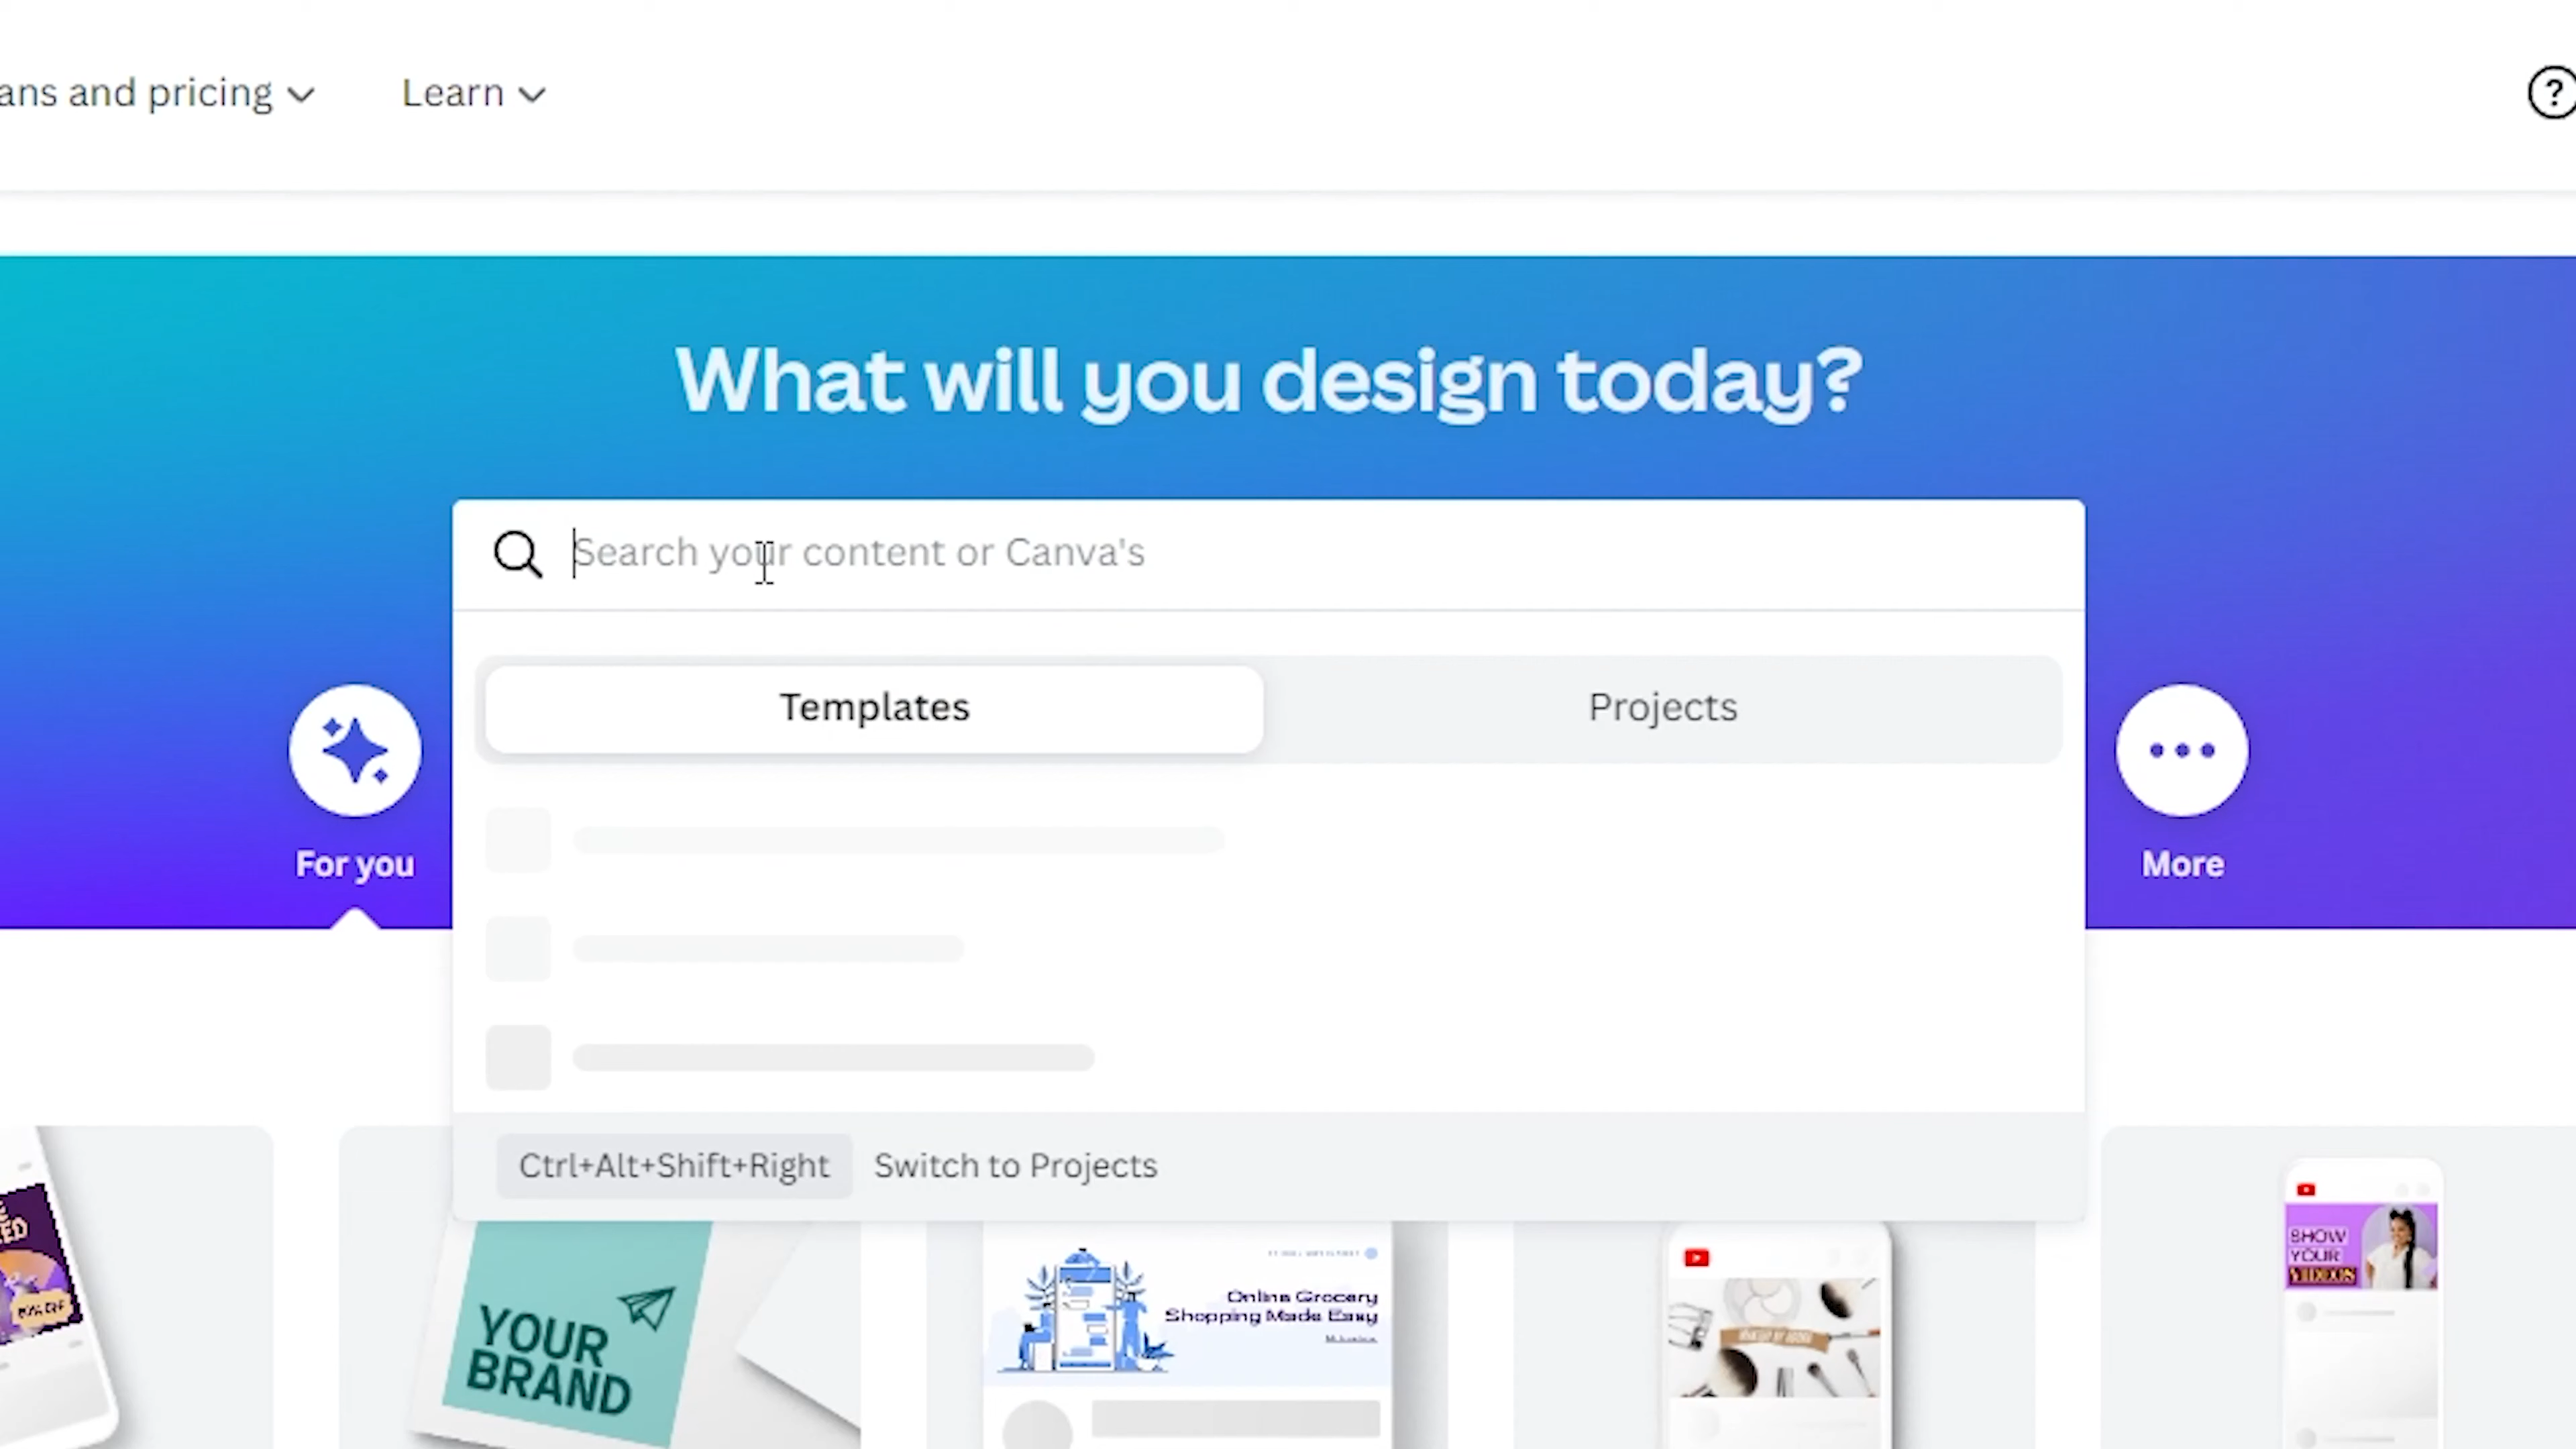 ans and pricing
Learn
?
What will you design today?
Search your content or Canva's
Templates
Projects
For you
More
Ctrl+Alt+Shift+Right Switch to Projects
YOUR
BRAND
Online Grocery
Shopping Made Easy
SHOW
YOUR
VIDEOS